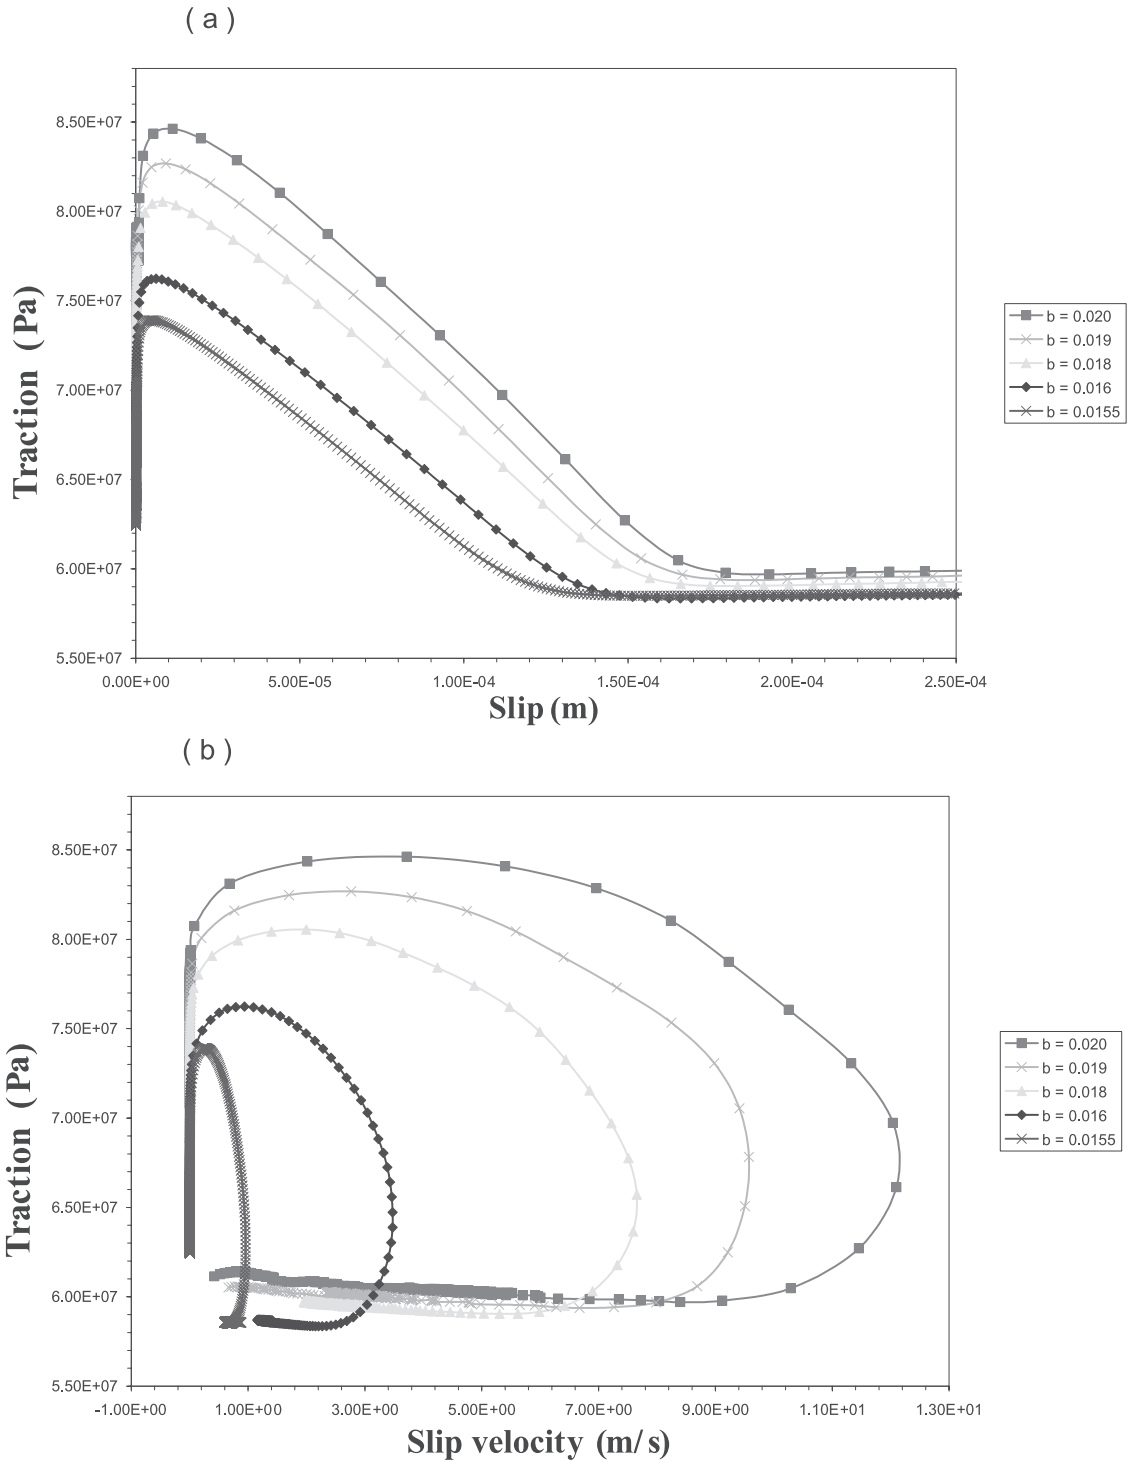 ( a )
8.50E+07
8.00E+07
7.50E+07
7.00E+07
6.50E+07
6.00E+07
5.50E+07
Traction (Pa)
0.00E+00 5.00E-05 1.00E-04 1.50E-04 2.00E-04 2.50E-04
Slip (m)
b = 0.020
b = 0.019
b = 0.018
b = 0.016
b = 0.0155
( b )
8.50E+07
8.00E+07
7.50E+07
7.00E+07
6.50E+07
6.00E+07
5.50E+07
Traction (Pa)
-1.00E+00 1.00E+00 3.00E+00 5.00E+00 7.00E+00 9.00E+00 1.10E+01 1.30E+01
Slip velocity (m/s)
b = 0.020
b = 0.019
b = 0.018
b = 0.016
b = 0.0155